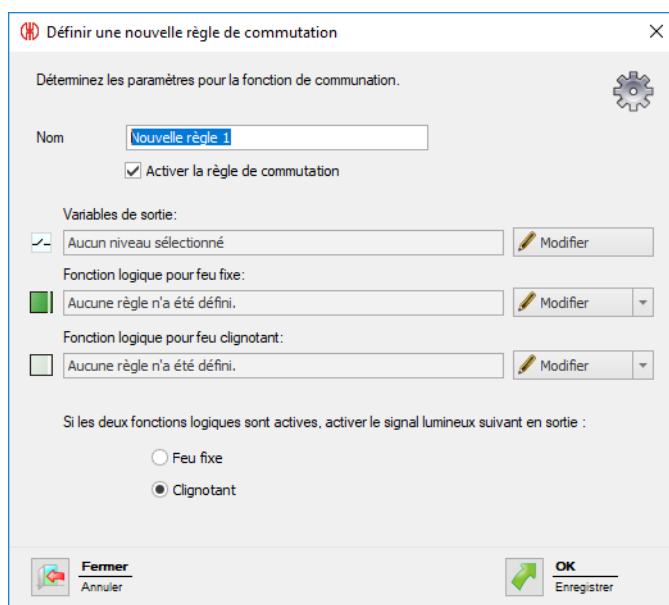 Définir une nouvelle règle de commutation
Déterminez les paramètres pour la fonction de communation.
Nom
Nouvelle règle 1
Activer la règle de commutation
Variables de sortie:
Aucun niveau sélectionné
Modifier
Fonction logique pour feu fixe:
Aucune règle n'a été défini.
Modifier
Fonction logique pour feu clignotant:
Aucune règle n'a été défini.
Modifier
Si les deux fonctions logiques sont actives, activer le signal lumineux suivant en sortie :
Feu fixe
Clignotant
Fermer
Annuler
OK
Enregistrer